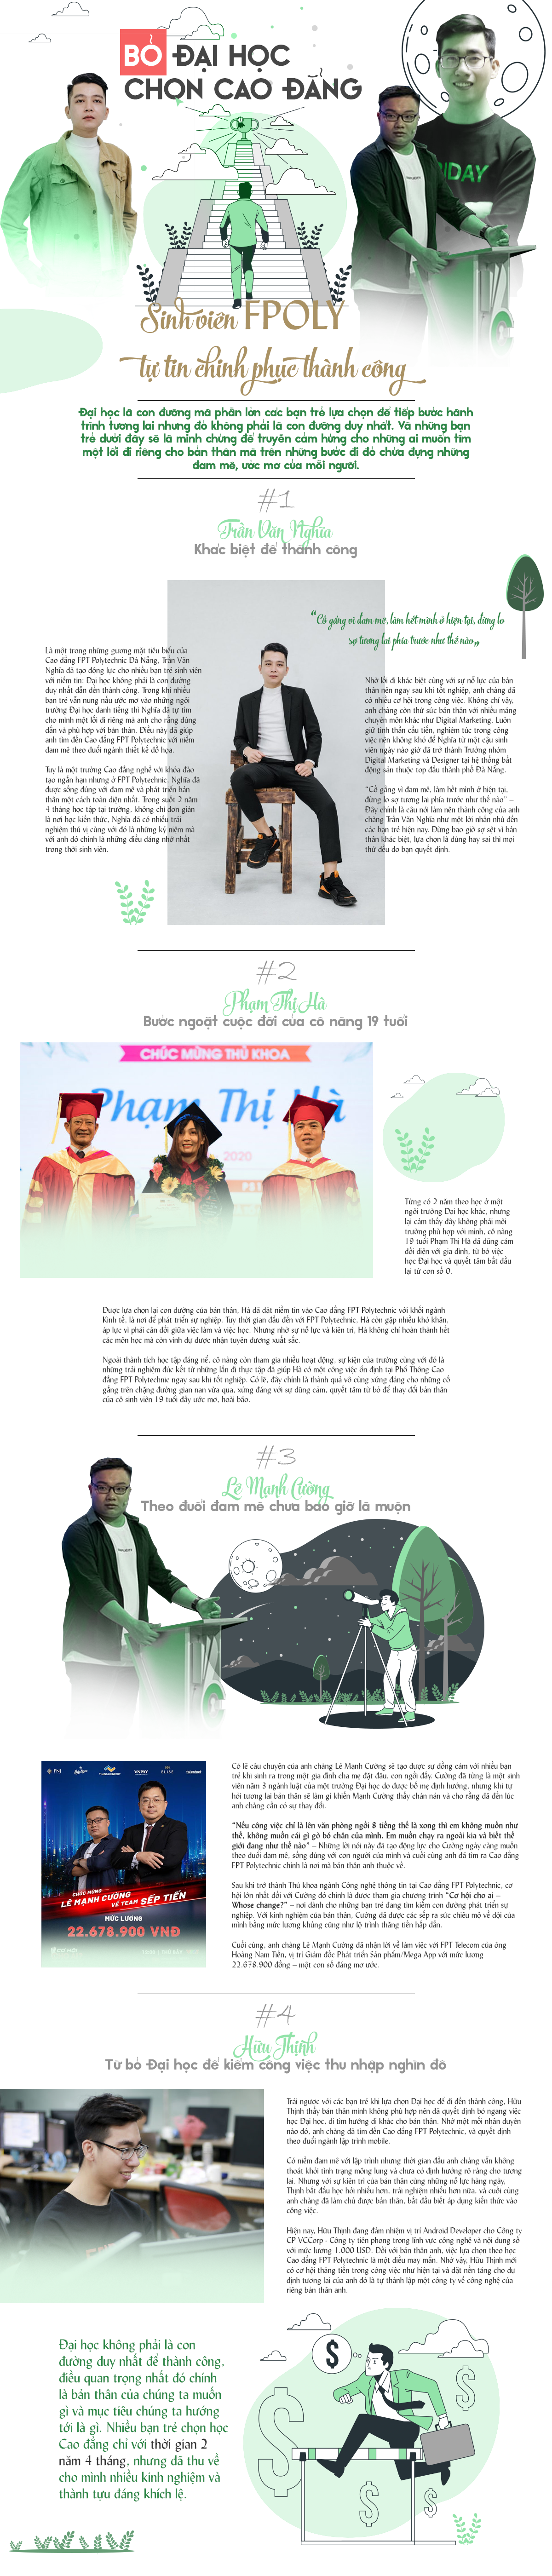 BỎ ĐẠI HỌC
CHỌN CAO ĐẲNG
Sinh viên FPOLY
tự tin chinh phục thành công
Đại học là con đường mà phần lớn các bạn trẻ lựa chọn để tiếp bước hành
trình tương lai nhưng đó không phải là con đường duy nhất. Và những bạn
trẻ dưới đây sẽ là minh chứng để truyền cảm hứng cho những ai muốn tìm
một lối đi riêng cho bản thân mà trên những bước đi đó chứa đựng những
đam mê, ước mơ của mỗi người.
#1
Trần Văn Nghĩa
Khác biệt để thành công
“Cố gắng vì đam mê, làm hết mình ở hiện tại, đừng lo
sợ tương lai phía trước như thế nào„
Là một trong những gương mặt tiêu biểu của
Cao đẳng FPT Polytechnic Đà Nẵng, Trần Văn
Nghĩa đã tạo động lực cho nhiều bạn trẻ sinh viên
với niềm tin: Đại học không phải là con đường
duy nhất dẫn đến thành công. Trong khi nhiều
bạn trẻ vẫn nung nấu ước mơ vào những ngôi
trường Đại học danh tiếng thì Nghĩa đã tự tin
cho mình một lối đi riêng mà anh cho rằng đúng
đắn và phù hợp với bản thân. Điều này đã giúp
anh tìm đến Cao đẳng FPT Polytechnic với niềm
đam mê theo đuổi ngành thiết kế đồ họa.
Tuy là một trường Cao đẳng nghề với khóa đào
tạo ngắn hạn nhưng ở FPT Polytechnic, Nghĩa đã
được sống đúng với đam mê và phát triển bản
thân một cách toàn diện nhất. Trong suốt 2 năm
4 tháng học tập tại trường, không chỉ đơn giản
là nơi học kiến thức, Nghĩa đã có nhiều trải
nghiệm thú vị cùng với đó là những kỷ niệm mà
với anh đó chính là những điều đáng nhớ nhất
trong thời sinh viên.
Nhờ lối đi khác biệt cùng với sự nỗ lực của bản
thân nên ngay sau khi tốt nghiệp, anh chàng đã
có nhiều cơ hội trong công việc. Không chỉ vậy,
anh chàng còn thử sức bản thân với nhiều mảng
chuyên môn khác như Digital Marketing. Luôn
giữ tinh thần cầu tiến, nghiêm túc trong công
việc nên không khó để Nghĩa từ một cậu sinh
viên ngày nào giờ đã trở thành Trưởng nhóm
Digital Marketing và Designer tại hệ thống bất
động sản thuộc top đầu thành phố Đà Nẵng.
“Cố gắng vì đam mê, làm hết mình ở hiện tại,
đừng lo sợ tương lai phía trước như thế nào” –
Đây chính là câu nói làm nên thành công của anh
chàng Trần Văn Nghĩa như một lời nhắn nhủ đến
các bạn trẻ hiện nay. Đừng bao giờ sợ sệt vì bản
thân khác biệt, lựa chọn là đúng hay sai thì mọi
thứ đều do bạn quyết định.
#2
Phạm Thị Hà
Bước ngoặt cuộc đời của cô nàng 19 tuổi
CHÚC MỪNG THỦ KHOA
Phạm Thị Hà
2020
Từng có 2 năm theo học ở một
ngôi trường Đại học khác, nhưng
lại cảm thấy đây không phải môi
trường phù hợp với mình, cô nàng
19 tuổi Phạm Thị Hà đã dũng cảm
đối diện với gia đình, từ bỏ việc
học Đại học và quyết tâm bắt đầu
lại từ con số 0.
Được lựa chọn lại con đường của bản thân, Hà đã đặt niềm tin vào Cao đẳng FPT Polytechnic với khối ngành
Kinh tế, là nơi để phát triển sự nghiệp. Tuy thời gian đầu đến với FPT Polytechnic, Hà còn gặp nhiều khó khăn,
áp lực vì phải cân đối giữa việc làm và việc học. Nhưng nhờ sự nỗ lực và kiên trì, Hà không chỉ hoàn thành hết
các môn học mà còn vinh dự được nhận tuyên dương xuất sắc.
Ngoài thành tích học tập đáng nể, cô nàng còn tham gia nhiều hoạt động, sự kiện của trường cùng với đó là
những trải nghiệm đúc kết từ những lần đi thực tập đã giúp Hà có một công việc ổn định tại Phổ Thông Cao
đẳng FPT Polytechnic ngay sau khi tốt nghiệp. Có lẽ, đây chính là thành quả vô cùng xứng đáng cho những cố
gắng trên chặng đường gian nan vừa qua, xứng đáng với sự dũng cảm, quyết tâm từ bỏ để thay đổi bản thân
của cô sinh viên 19 tuổi đầy ước mơ, hoài bão.
#3
Lê Mạnh Cường
Theo đuổi đam mê chưa bao giờ là muộn
CHÚC MỪNG
LÊ MẠNH CƯỜNG VỀ TEAM SẾP TIẾN
MỨC LƯƠNG
22.678.900 VNĐ
Có lẽ câu chuyện của anh chàng Lê Mạnh Cường sẽ tạo được sự đồng cảm với nhiều bạn
trẻ khi sinh ra trong một gia đình cha mẹ đặt đâu, con ngồi đấy. Cường đã từng là một sinh
viên năm 3 ngành luật của một trường Đại học do được bố mẹ định hướng, nhưng khi tự
hỏi tương lai bản thân sẽ làm gì khiến Mạnh Cường thấy chán nản và cho rằng đã đến lúc
anh chàng cần có sự thay đổi.
“Nếu công việc chỉ là lên văn phòng ngồi 8 tiếng thế là xong thì em không muốn như
thế, không muốn cái gì gò bó chân của mình. Em muốn chạy ra ngoài kia và biết thế
giới đang như thế nào” – Những lời nói này đã tạo động lực cho Cường ngày càng muốn
theo đuổi đam mê, sống đúng với con người của mình và cuối cùng anh đã tìm ra Cao đẳng
FPT Polytechnic chính là nơi mà bản thân anh thuộc về.
Sau khi trở thành Thủ khoa ngành Công nghệ thông tin tại Cao đẳng FPT Polytechnic, cơ
hội lớn nhất đối với Cường đó chính là được tham gia chương trình “Cơ hội cho ai –
Whose change?” – nơi dành cho những bạn trẻ đang tìm kiếm con đường phát triển sự
nghiệp. Với kinh nghiệm của bản thân, Cường đã được các sếp ra sức chiêu mộ về đội của
mình bằng mức lương khủng cũng như lộ trình thăng tiến hấp dẫn.
Cuối cùng, anh chàng Lê Mạnh Cường đã nhận lời về làm việc với FPT Telecom của ông
Hoàng Nam Tiến, vị trí Giám đốc Phát triển Sản phẩm/Mega App với mức lương
22.678.900 đồng – một con số đáng mơ ước.
#4
Hữu Thịnh
Từ bỏ Đại học để kiếm công việc thu nhập nghìn đô
Trái ngược với các bạn trẻ khi lựa chọn Đại học để đi đến thành công, Hữu
Thịnh thấy bản thân mình không phù hợp nên đã quyết định bỏ ngang việc
học Đại học, đi tìm hướng đi khác cho bản thân. Nhờ một mối nhân duyên
nào đó, anh chàng đã tìm đến Cao đẳng FPT Polytechnic, và quyết định
theo đuổi ngành lập trình mobile.
Có niềm đam mê với lập trình nhưng thời gian đầu anh chàng vẫn không
thoát khỏi tình trạng mông lung và chưa có định hướng rõ ràng cho tương
lai. Nhưng với sự kiên trì của bản thân cùng những nỗ lực hàng ngày,
Thịnh bắt đầu học hỏi nhiều hơn, trải nghiệm nhiều hơn nữa, và cuối cùng
anh chàng đã làm chủ được bản thân, bắt đầu biết áp dụng kiến thức vào
công việc.
Hiện nay, Hữu Thịnh đang đảm nhiệm vị trí Android Developer cho Công ty
CP VCCorp - Công ty tiên phong trong lĩnh vực công nghệ và nội dung số
với mức lương 1.000 USD. Đối với bản thân anh, việc lựa chọn theo học
Cao đẳng FPT Polytechnic là một điều may mắn. Nhờ vậy, Hữu Thịnh mới
có cơ hội thăng tiến trong công việc như hiện tại và đặt nền tảng cho dự
định tương lai của anh đó là tự thành lập một công ty về công nghệ của
riêng bản thân anh.
Đại học không phải là con
đường duy nhất để thành công,
điều quan trọng nhất đó chính
là bản thân của chúng ta muốn
gì và mục tiêu chúng ta hướng
tới là gì. Nhiều bạn trẻ chọn học
Cao đẳng chỉ với thời gian 2
năm 4 tháng, nhưng đã thu về
cho mình nhiều kinh nghiệm và
thành tựu đáng khích lệ.